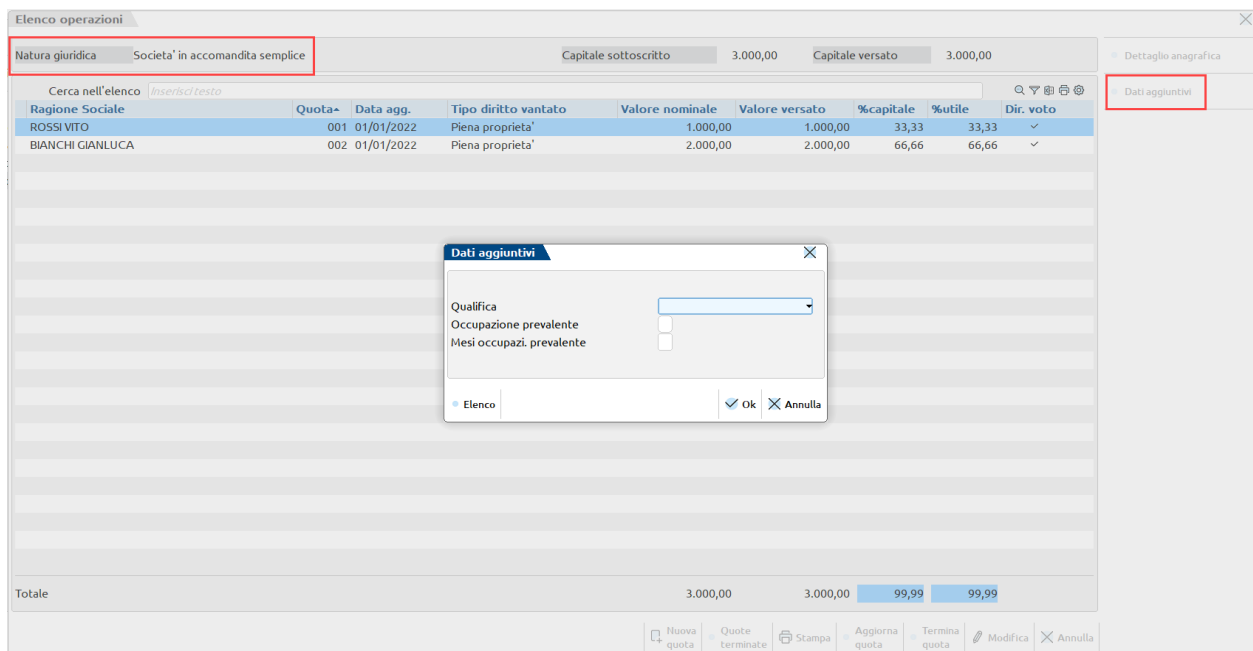 Elenco operazioni
Natura giuridica Societa' in accomandita semplice Capitale sottoscritto 3.000,00 Capitale versato 3.000,00
Dettaglio anagrafica
Cerca nell'elenco Inserisci testo
Dati aggiuntivi
Ragione Sociale Quota Data agg. Tipo diritto vantato Valore nominale Valore versato %capitale %utile Dir. voto
ROSSI VITO 001 01/01/2022 Piena proprieta' 1.000,00 1.000,00 33,33 33,33
BIANCHI GIANLUCA 002 01/01/2022 Piena proprieta' 2.000,00 2.000,00 66,66 66,66
Dati aggiuntivi
Qualifica
Occupazione prevalente
Mesi occupazi. prevalente
Elenco Ok Annulla
Totale 3.000,00 3.000,00 99,99 99,99
Nuova quota Quote terminate Stampa Aggiorna quota Termina quota Modifica Annulla